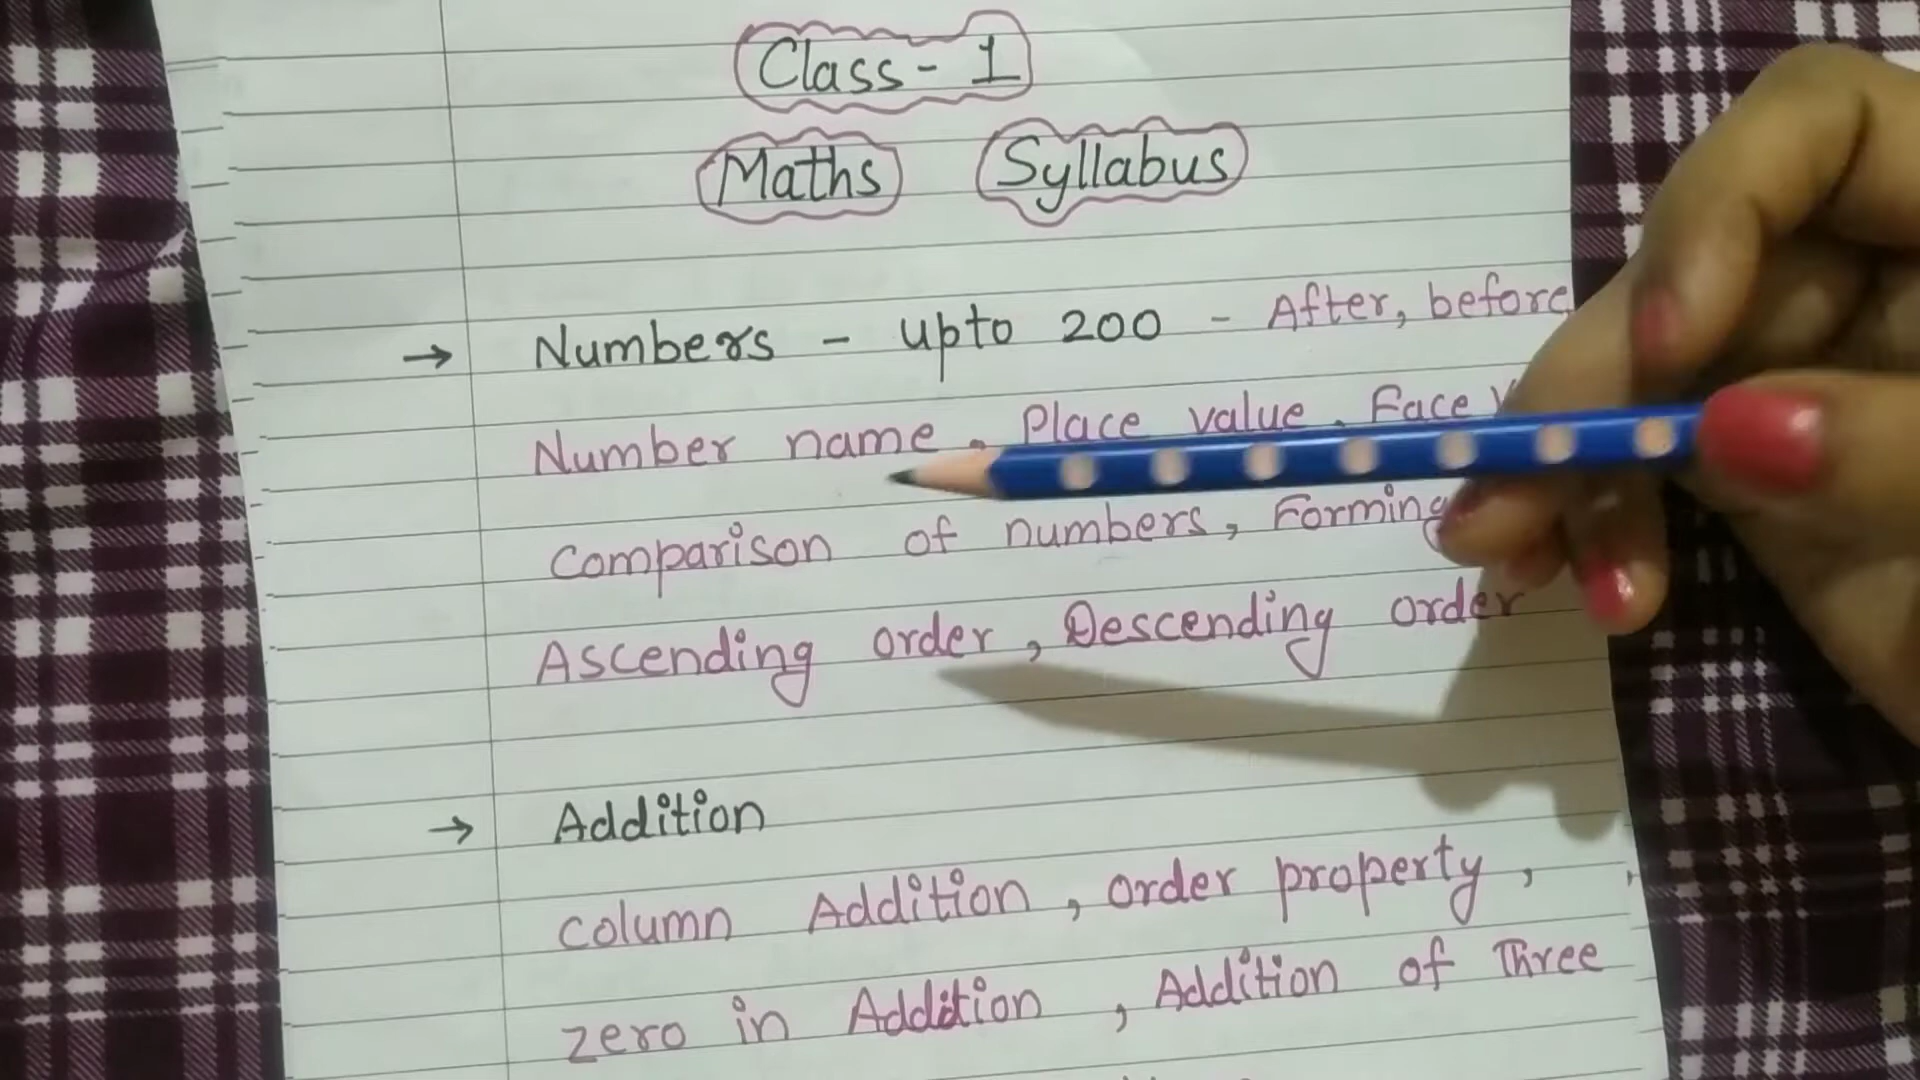 Class - 1
Maths Syllabus
→ Numbers - upto 200 - After, before
Number name, Place value, Face
Comparison of numbers, Forming
Ascending order, Descending order
→ Addition
column Addition, order property,
zero in Addition, Addition of Three